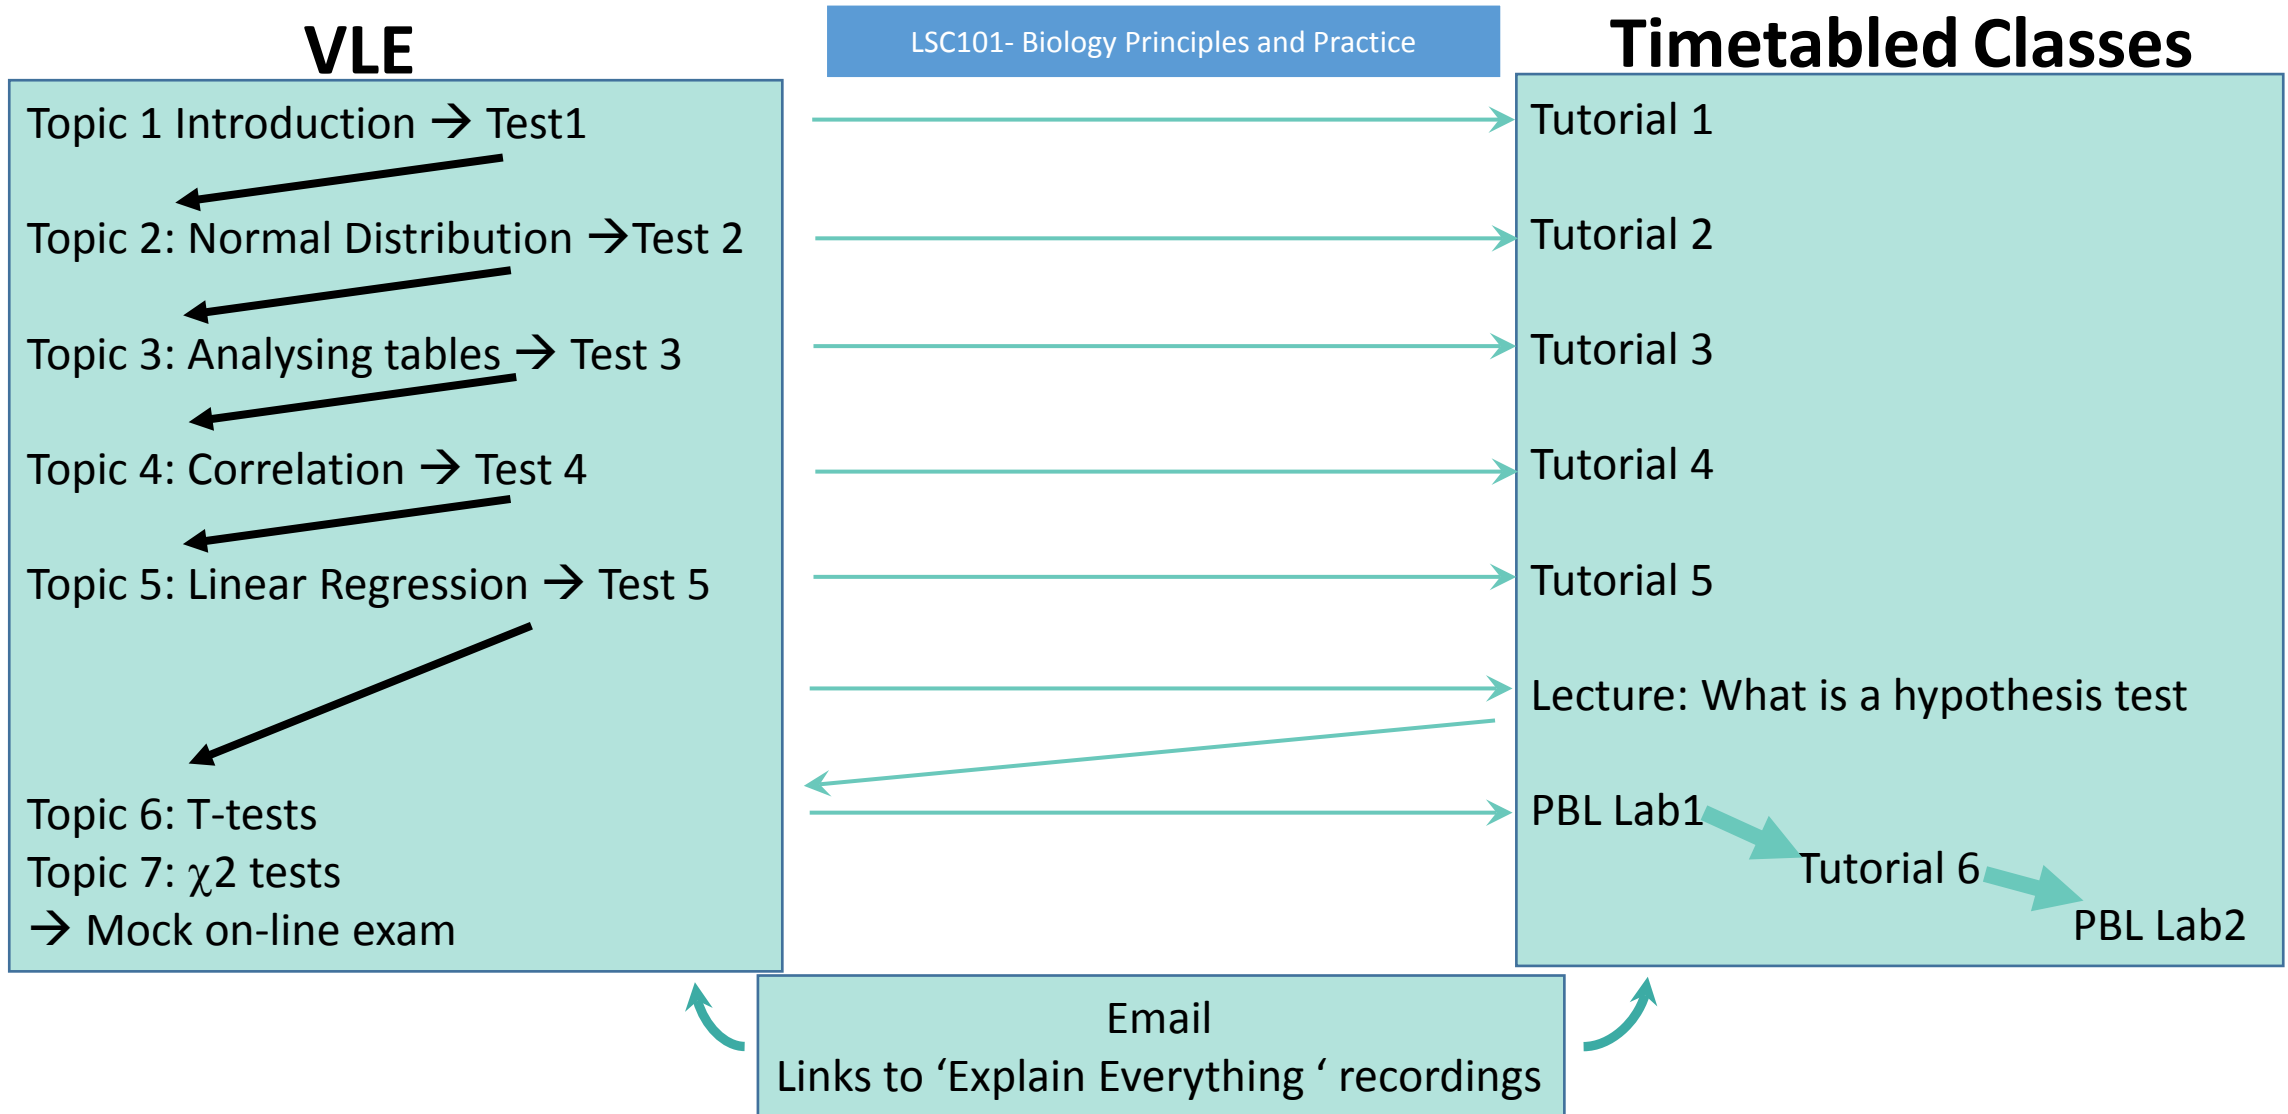 VLE
LSC101- Biology Principles and Practice
Timetabled Classes
Topic 1 Introduction → Test1
Topic 2: Normal Distribution →Test 2
Topic 3: Analysing tables → Test 3
Topic 4: Correlation → Test 4
Topic 5: Linear Regression → Test 5
Topic 6: T-tests
Topic 7: χ2 tests
→ Mock on-line exam
Tutorial 1
Tutorial 2
Tutorial 3
Tutorial 4
Tutorial 5
Lecture: What is a hypothesis test
PBL Lab1
Tutorial 6
PBL Lab2
Email
Links to ‘Explain Everything ‘ recordings